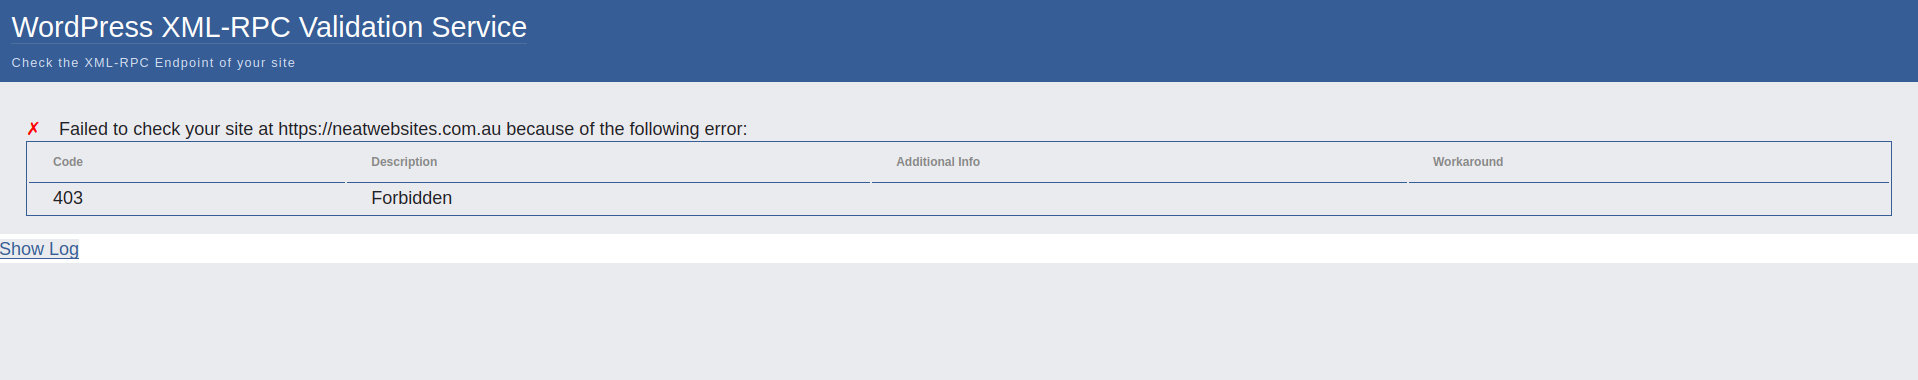 WordPress XML-RPC Validation Service
Check the XML-RPC Endpoint of your site
✗ Failed to check your site at https://neatwebsites.com.au because of the following error:
Code Description Additional Info Workaround
403 Forbidden
Show Log